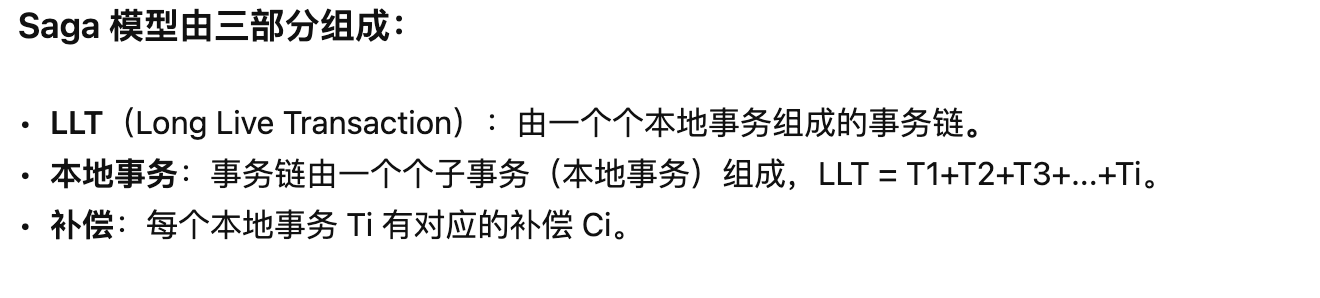 Saga 模型由三部分组成：
• LLT（Long Live Transaction）：由一个个本地事务组成的事务链。
• 本地事务：事务链由一个个子事务（本地事务）组成，LLT = T1+T2+T3+...+Ti。
• 补偿：每个本地事务 Ti 有对应的补偿 Ci。